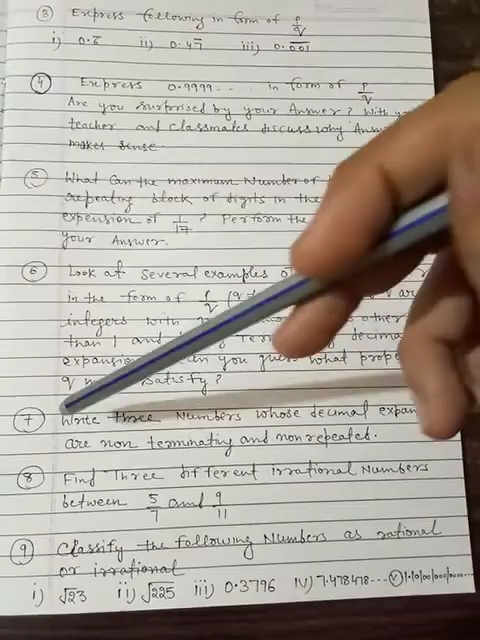 ③ Express following in form of p/q
i) 0.6̅ ii) 0.47̅ iii) 0.0̅0̅1̅
④ Express 0.9999.... in form of p/q
Are you surprised by your Answer? With
teacher and classmates discuss why
makes sense
⑤ What can the maximum Number of
repeating block of digits in the
expension of 1/17 ? Perform the
your Answer.
⑥ Look at several examples
in the form of p/q
integers with
than 1 and decima
expansion you guess what prope
q satisfy?
⑦ Write three Numbers whose decimal expan
are non terminating and non repeated.
⑧ Find Three different irrational Numbers
between 5/7 and 9/11
⑨ Classify the following Numbers as rational
or irrational
i) √23 ii) √225 iii) 0.3796 iv) 7.478478--- v)